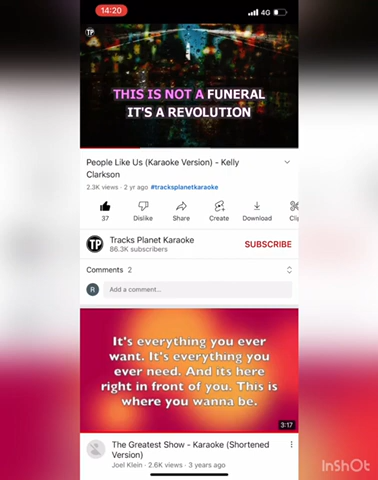 14:20
4G
TP
THIS IS NOT A FUNERAL
IT'S A REVOLUTION
People Like Us (Karaoke Version) - Kelly
Clarkson
2.3K views · 2 yr ago #tracksplanetkaraoke
37 Dislike Share Create Download Clip
TP
Tracks Planet Karaoke
86.3K subscribers
SUBSCRIBE
Comments 2
R
Add a comment...
It's everything you ever
want. It's everything you
ever need. And its here
right in front of you. This is
where you wanna be.
3:17
The Greatest Show - Karaoke (Shortened
Version)
Joel Klein · 2.6K views · 3 years ago
InShOt